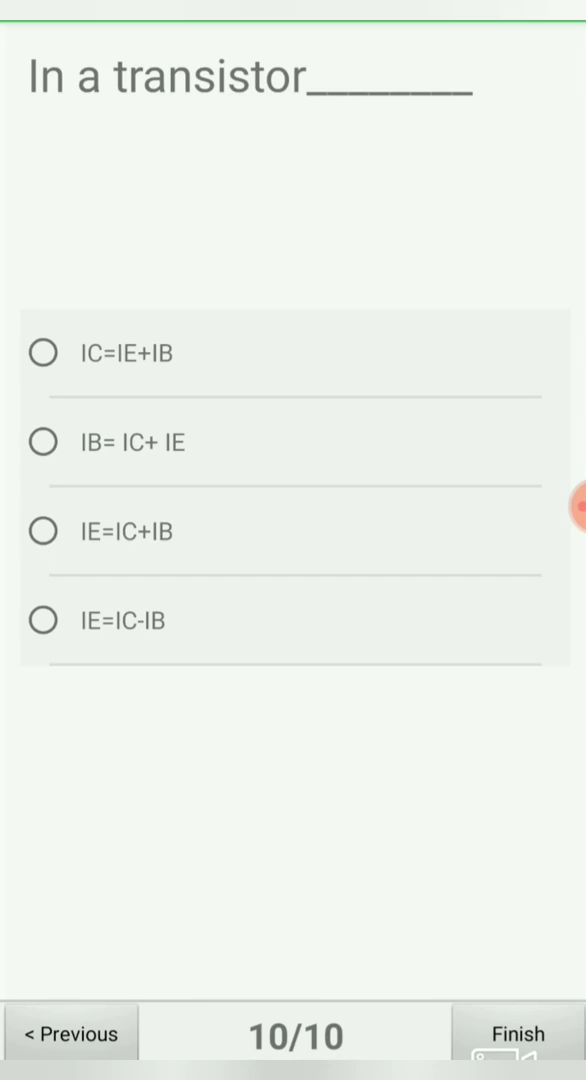 In a transistor________
IC=IE+IB
IB= IC+ IE
IE=IC+IB
IE=IC-IB
< Previous
10/10
Finish